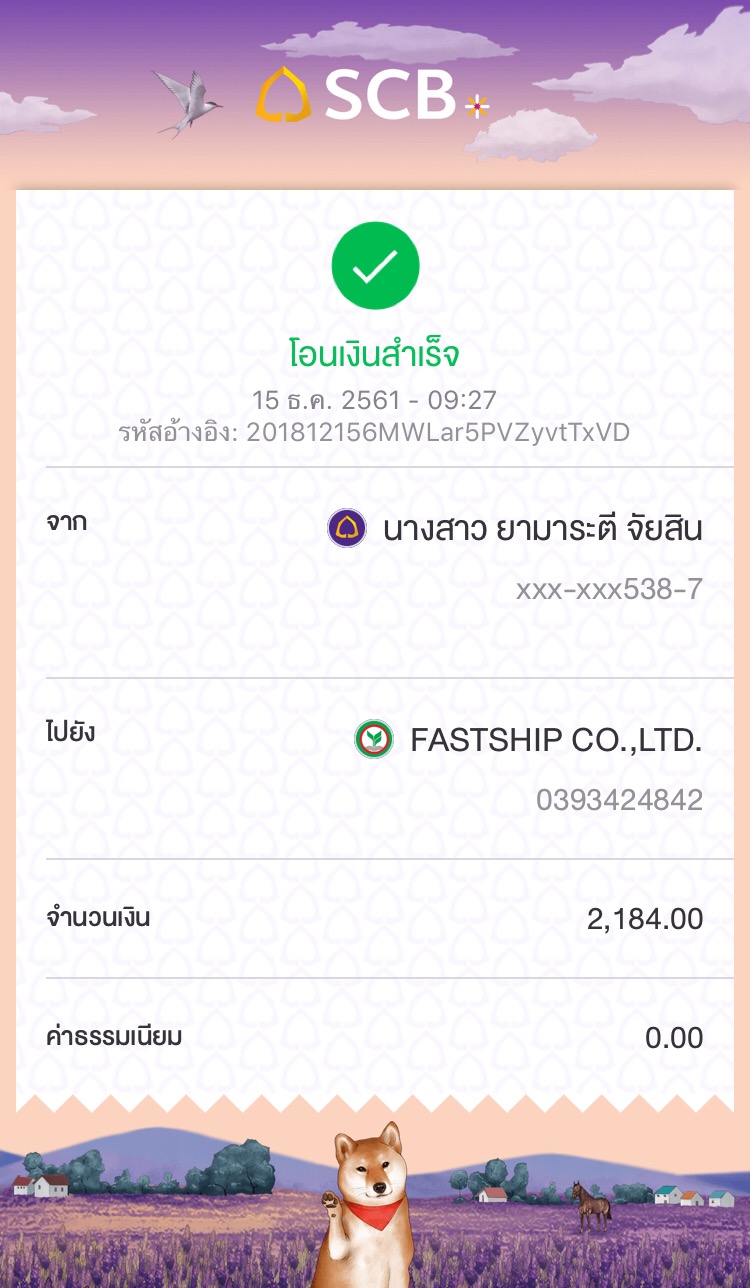 SCB
โอนเงินสำเร็จ
15 ธ.ค. 2561 - 09:27
รหัสอ้างอิง: 201812156MWLar5PVZyvtTxVD
จาก
นางสาว ยามาระตี จัยสิน
xxx-xxx538-7
ไปยัง
FASTSHIP CO.,LTD.
0393424842
จำนวนเงิน 2,184.00
ค่าธรรมเนียม 0.00